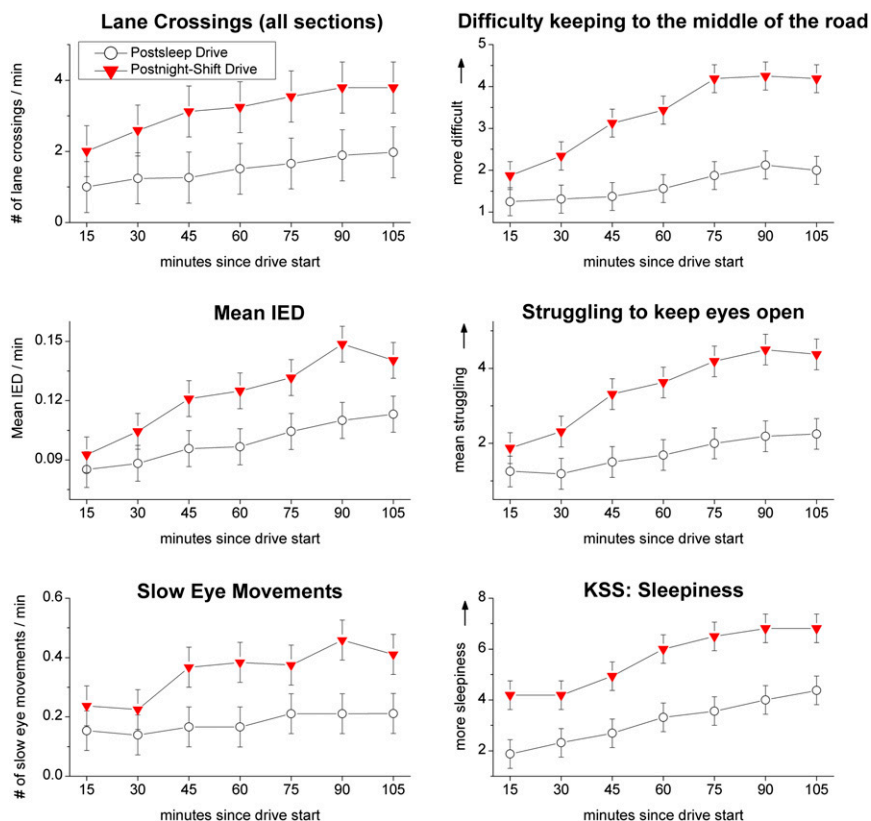 Lane Crossings (all sections)
Postsleep Drive
Postnight-Shift Drive
# of lane crossings / min
4
2
0
15 30 45 60 75 90 105
minutes since drive start
Difficulty keeping to the middle of the road
more difficult
5
4
3
2
1
15 30 45 60 75 90 105
minutes since drive start
Mean IED
Mean IED / min
0.15
0.12
0.09
15 30 45 60 75 90 105
minutes since drive start
Struggling to keep eyes open
mean struggling
4
2
15 30 45 60 75 90 105
minutes since drive start
Slow Eye Movements
# of slow eye movements / min
0.6
0.4
0.2
0.0
15 30 45 60 75 90 105
minutes since drive start
KSS: Sleepiness
more sleepiness
8
6
4
2
15 30 45 60 75 90 105
minutes since drive start